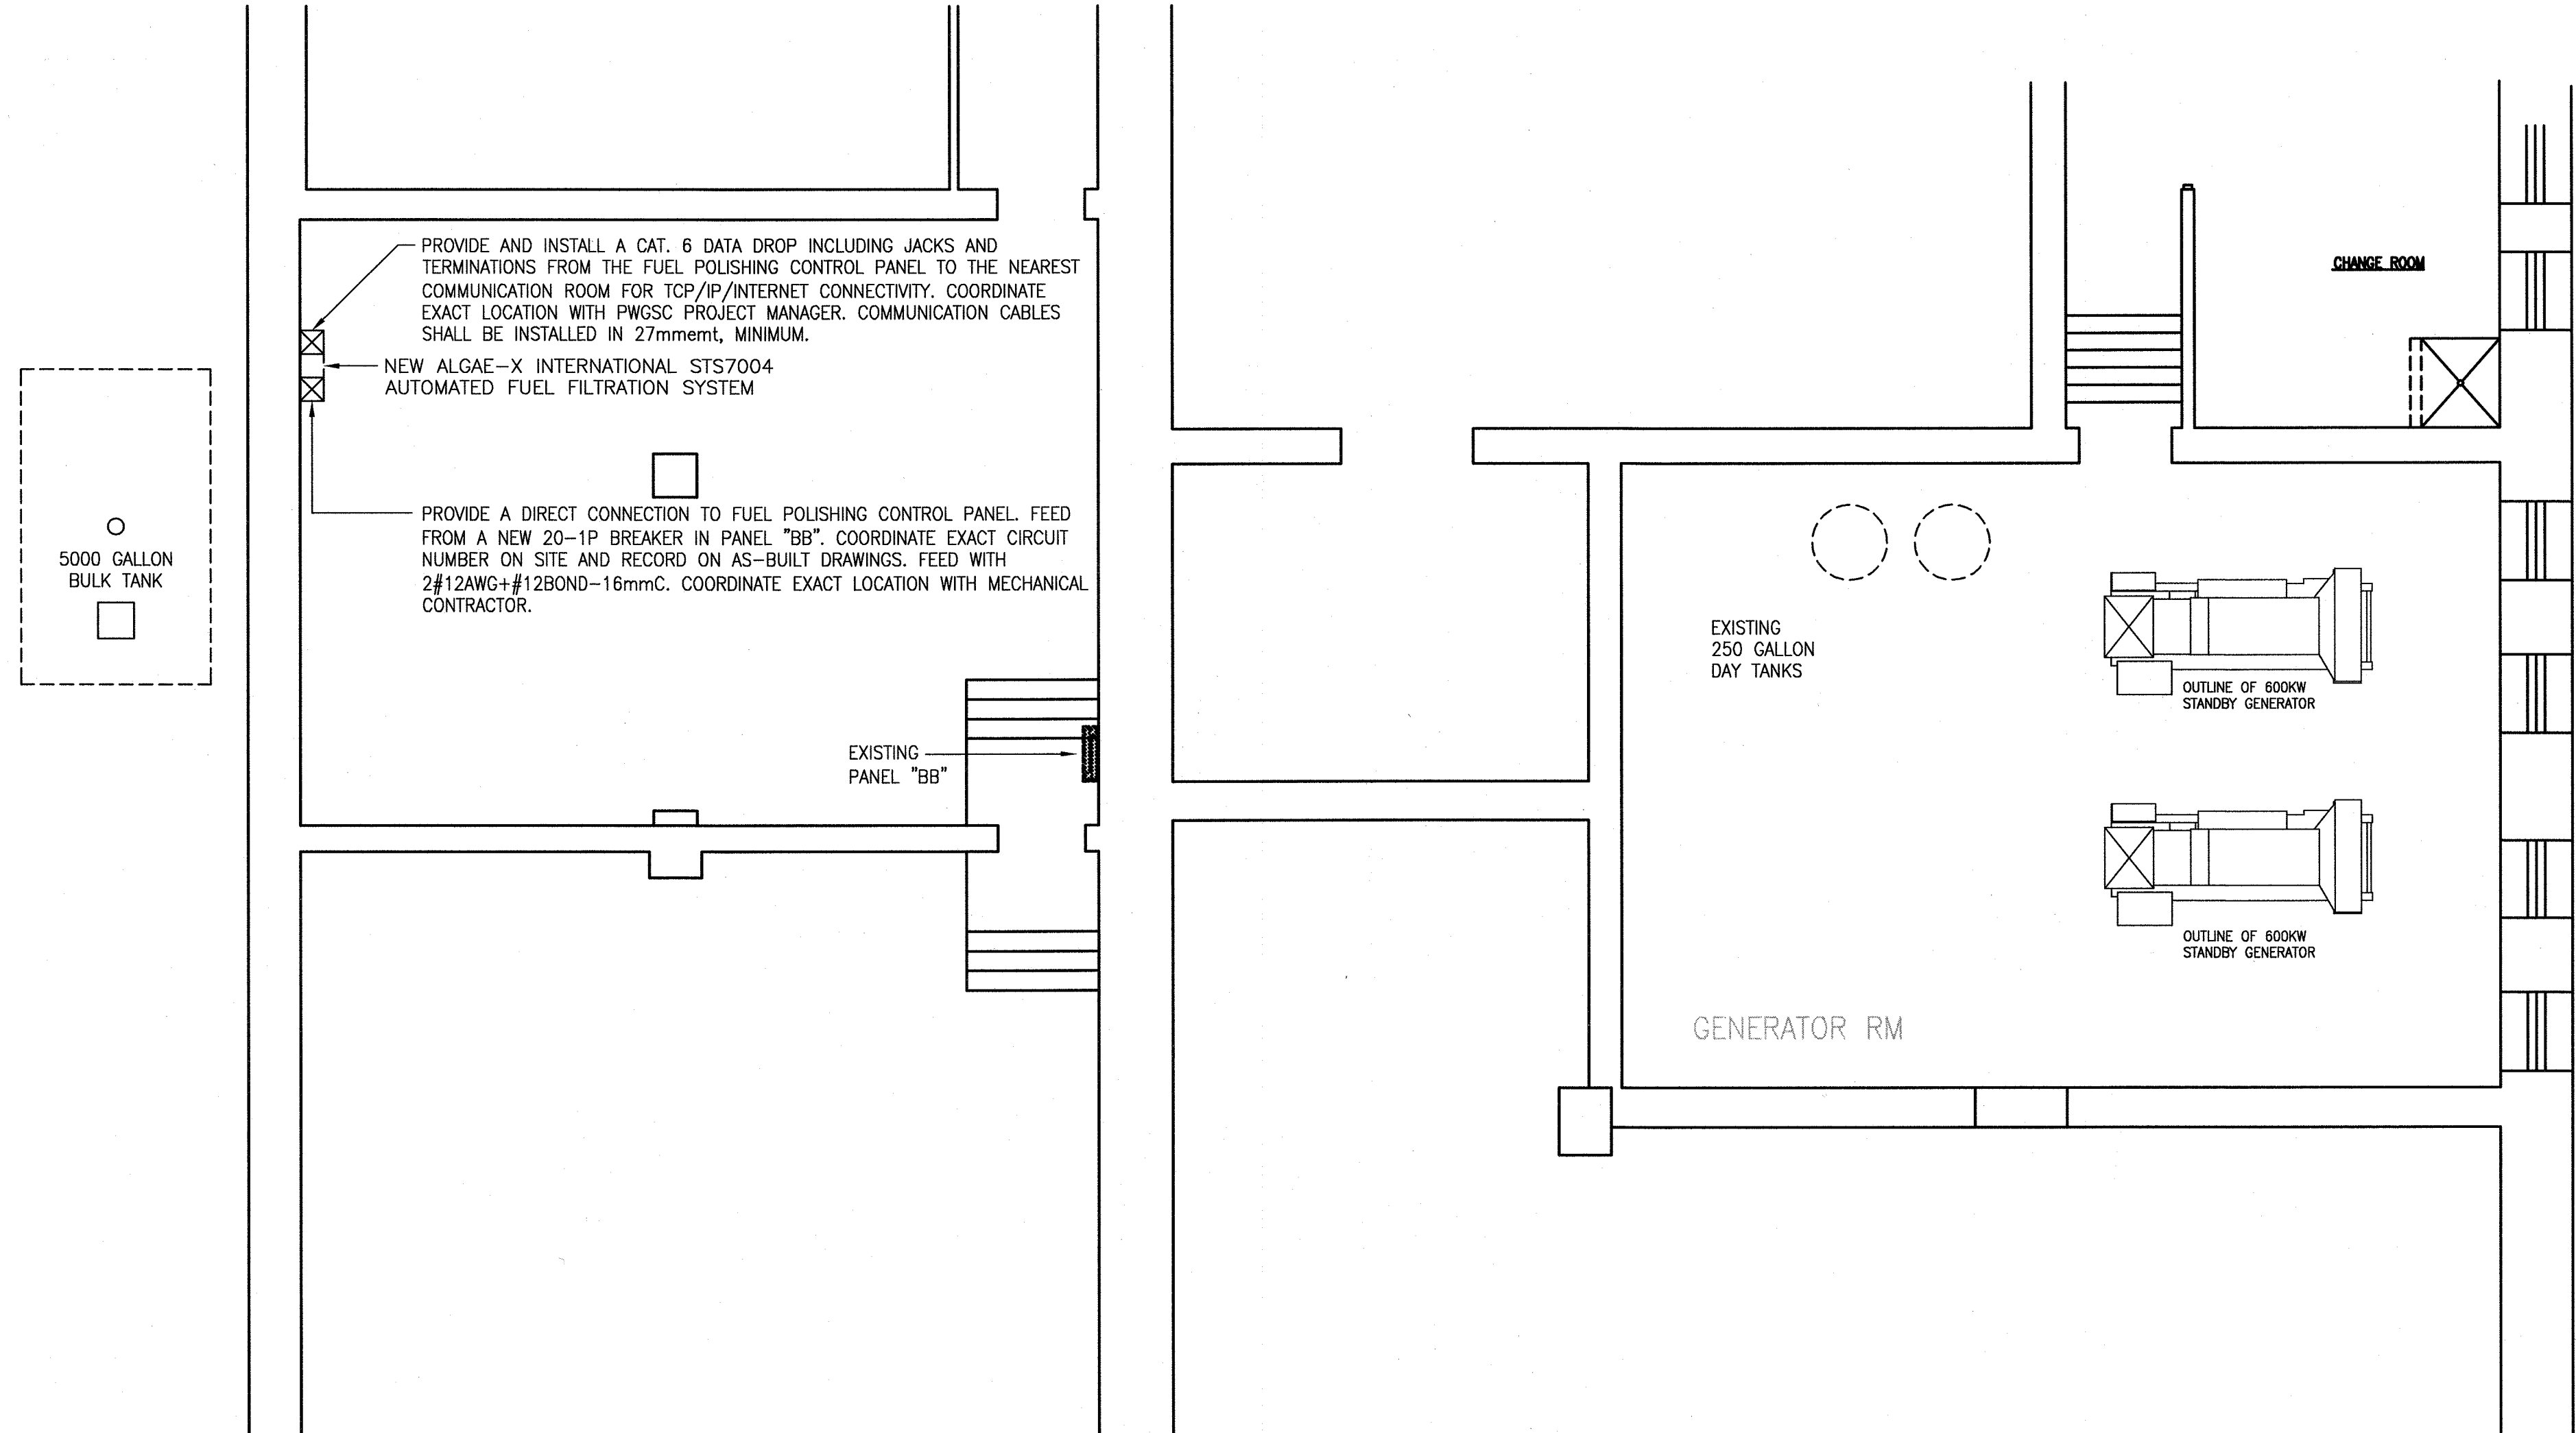 PROVIDE AND INSTALL A CAT. 6 DATA DROP INCLUDING JACKS AND
TERMINATIONS FROM THE FUEL POLISHING CONTROL PANEL TO THE NEAREST
COMMUNICATION ROOM FOR TCP/IP/INTERNET CONNECTIVITY. COORDINATE
EXACT LOCATION WITH PWGSC PROJECT MANAGER. COMMUNICATION CABLES
SHALL BE INSTALLED IN 27mmemt, MINIMUM.
NEW ALGAE-X INTERNATIONAL STS7004
AUTOMATED FUEL FILTRATION SYSTEM
5000 GALLON
BULK TANK
PROVIDE A DIRECT CONNECTION TO FUEL POLISHING CONTROL PANEL. FEED
FROM A NEW 20-1P BREAKER IN PANEL "BB". COORDINATE EXACT CIRCUIT
NUMBER ON SITE AND RECORD ON AS-BUILT DRAWINGS. FEED WITH
2#12AWG+#12BOND-16mmC. COORDINATE EXACT LOCATION WITH MECHANICAL
CONTRACTOR.
EXISTING
PANEL "BB"
CHANGE ROOM
EXISTING
250 GALLON
DAY TANKS
OUTLINE OF 600KW
STANDBY GENERATOR
OUTLINE OF 600KW
STANDBY GENERATOR
GENERATOR RM